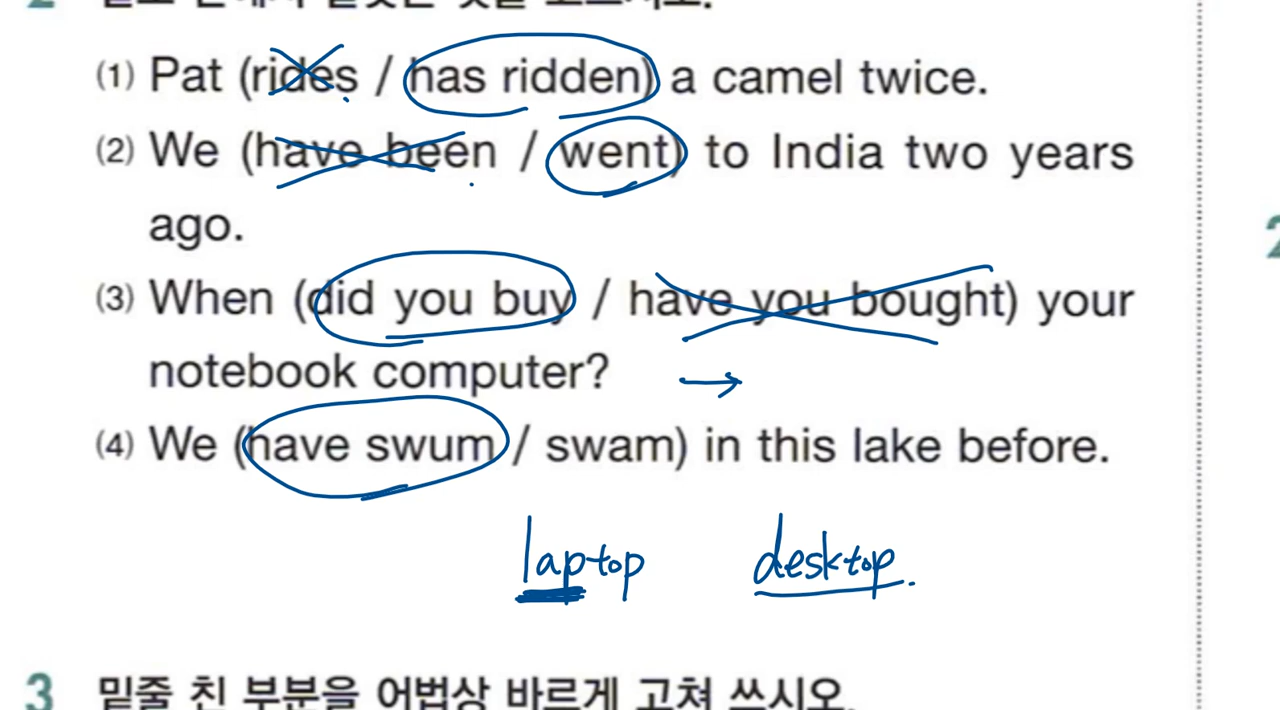 2
(1) Pat (rides / has ridden) a camel twice.
(2) We (have been / went) to India two years
ago.
(3) When (did you buy / have you bought) your
notebook computer?
(4) We (have swum / swam) in this lake before.
laptop desktop.
3 밑줄 친 부분을 어법상 바르게 고쳐 쓰시오.